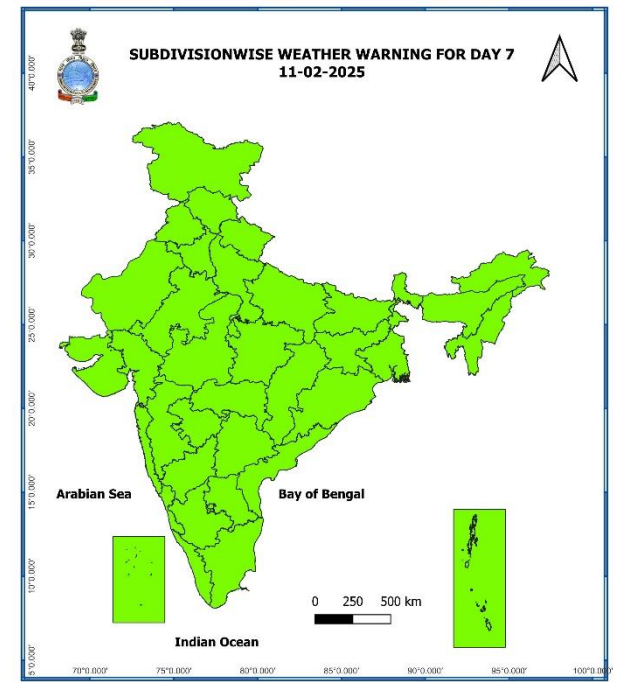 SUBDIVISIONWISE WEATHER WARNING FOR DAY 7
11-02-2025
40°0.000'
35°0.000'
30°0.000'
25°0.000'
20°0.000'
15°0.000'
10°0.000'
5°0.000'
Arabian Sea
Bay of Bengal
0 250 500 km
Indian Ocean
70°0.000' 75°0.000' 80°0.000' 85°0.000' 90°0.000' 95°0.000' 100°0.000'